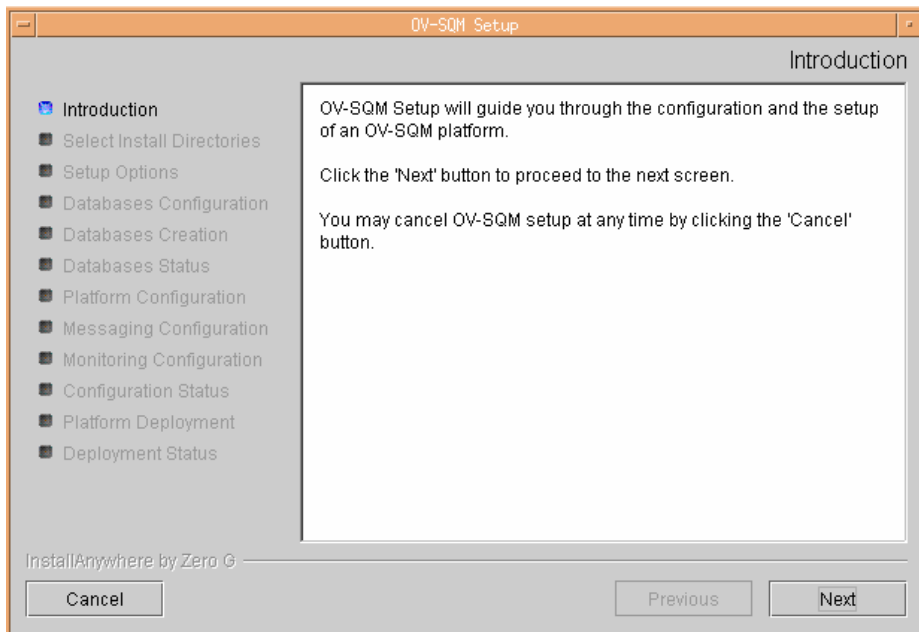 OV-SQM Setup
Introduction
Introduction
Select Install Directories
Setup Options
Databases Configuration
Databases Creation
Databases Status
Platform Configuration
Messaging Configuration
Monitoring Configuration
Configuration Status
Platform Deployment
Deployment Status
OV-SQM Setup will guide you through the configuration and the setup
of an OV-SQM platform.
Click the 'Next' button to proceed to the next screen.
You may cancel OV-SQM setup at any time by clicking the 'Cancel'
button.
InstallAnywhere by Zero G
Cancel
Previous
Next